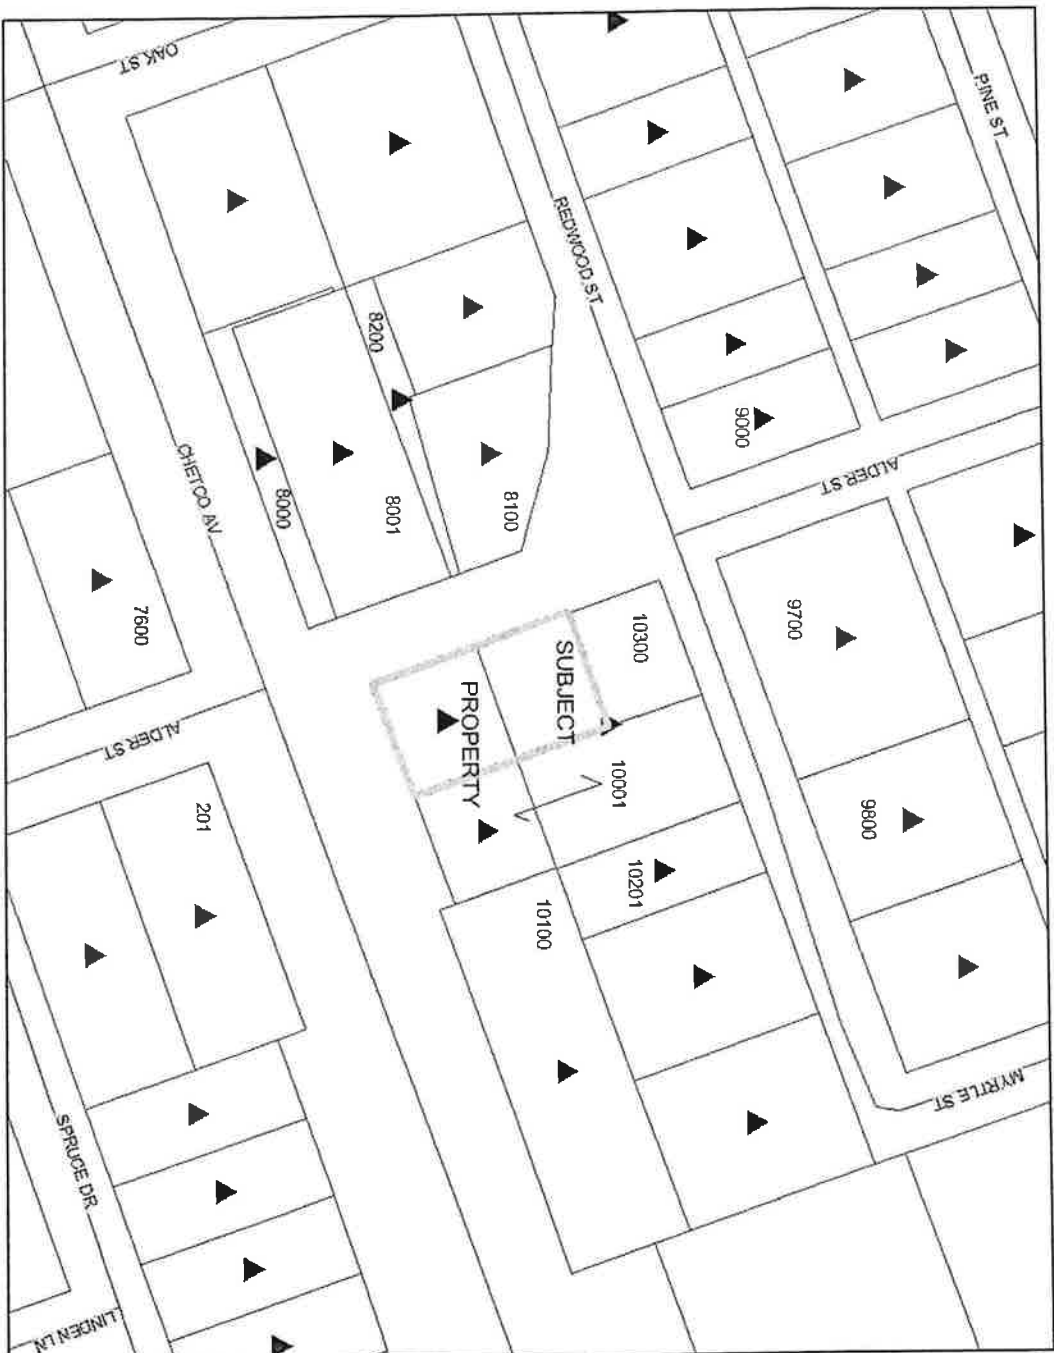 OAK ST
PINE ST
REDWOOD ST
8200
9000
ALDER ST
CHETCO AV
8000
8001
8100
7600
9700
10300
SUBJECT
PROPERTY
ALDER ST
10001
9800
201
10201
10100
MYRTLE ST
SPRUCE DR
LINDEN LN